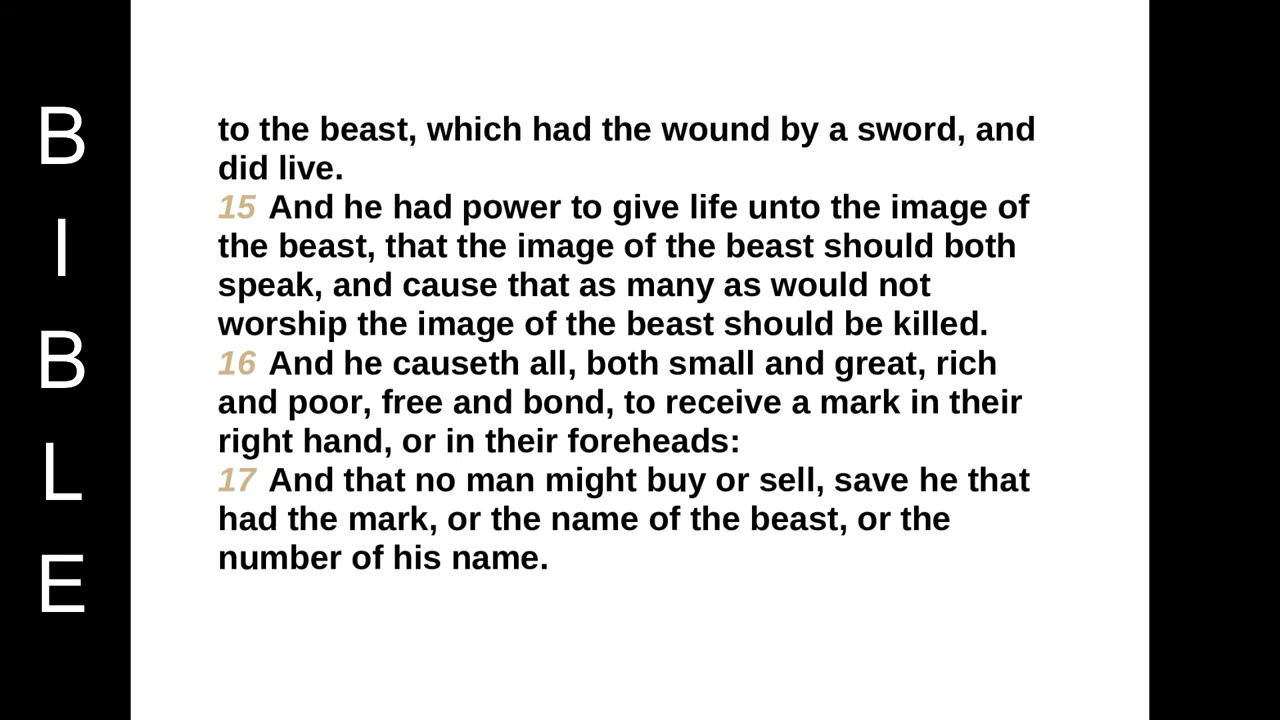 BIBLE
to the beast, which had the wound by a sword, and
did live.
15 And he had power to give life unto the image of
the beast, that the image of the beast should both
speak, and cause that as many as would not
worship the image of the beast should be killed.
16 And he causeth all, both small and great, rich
and poor, free and bond, to receive a mark in their
right hand, or in their foreheads:
17 And that no man might buy or sell, save he that
had the mark, or the name of the beast, or the
number of his name.